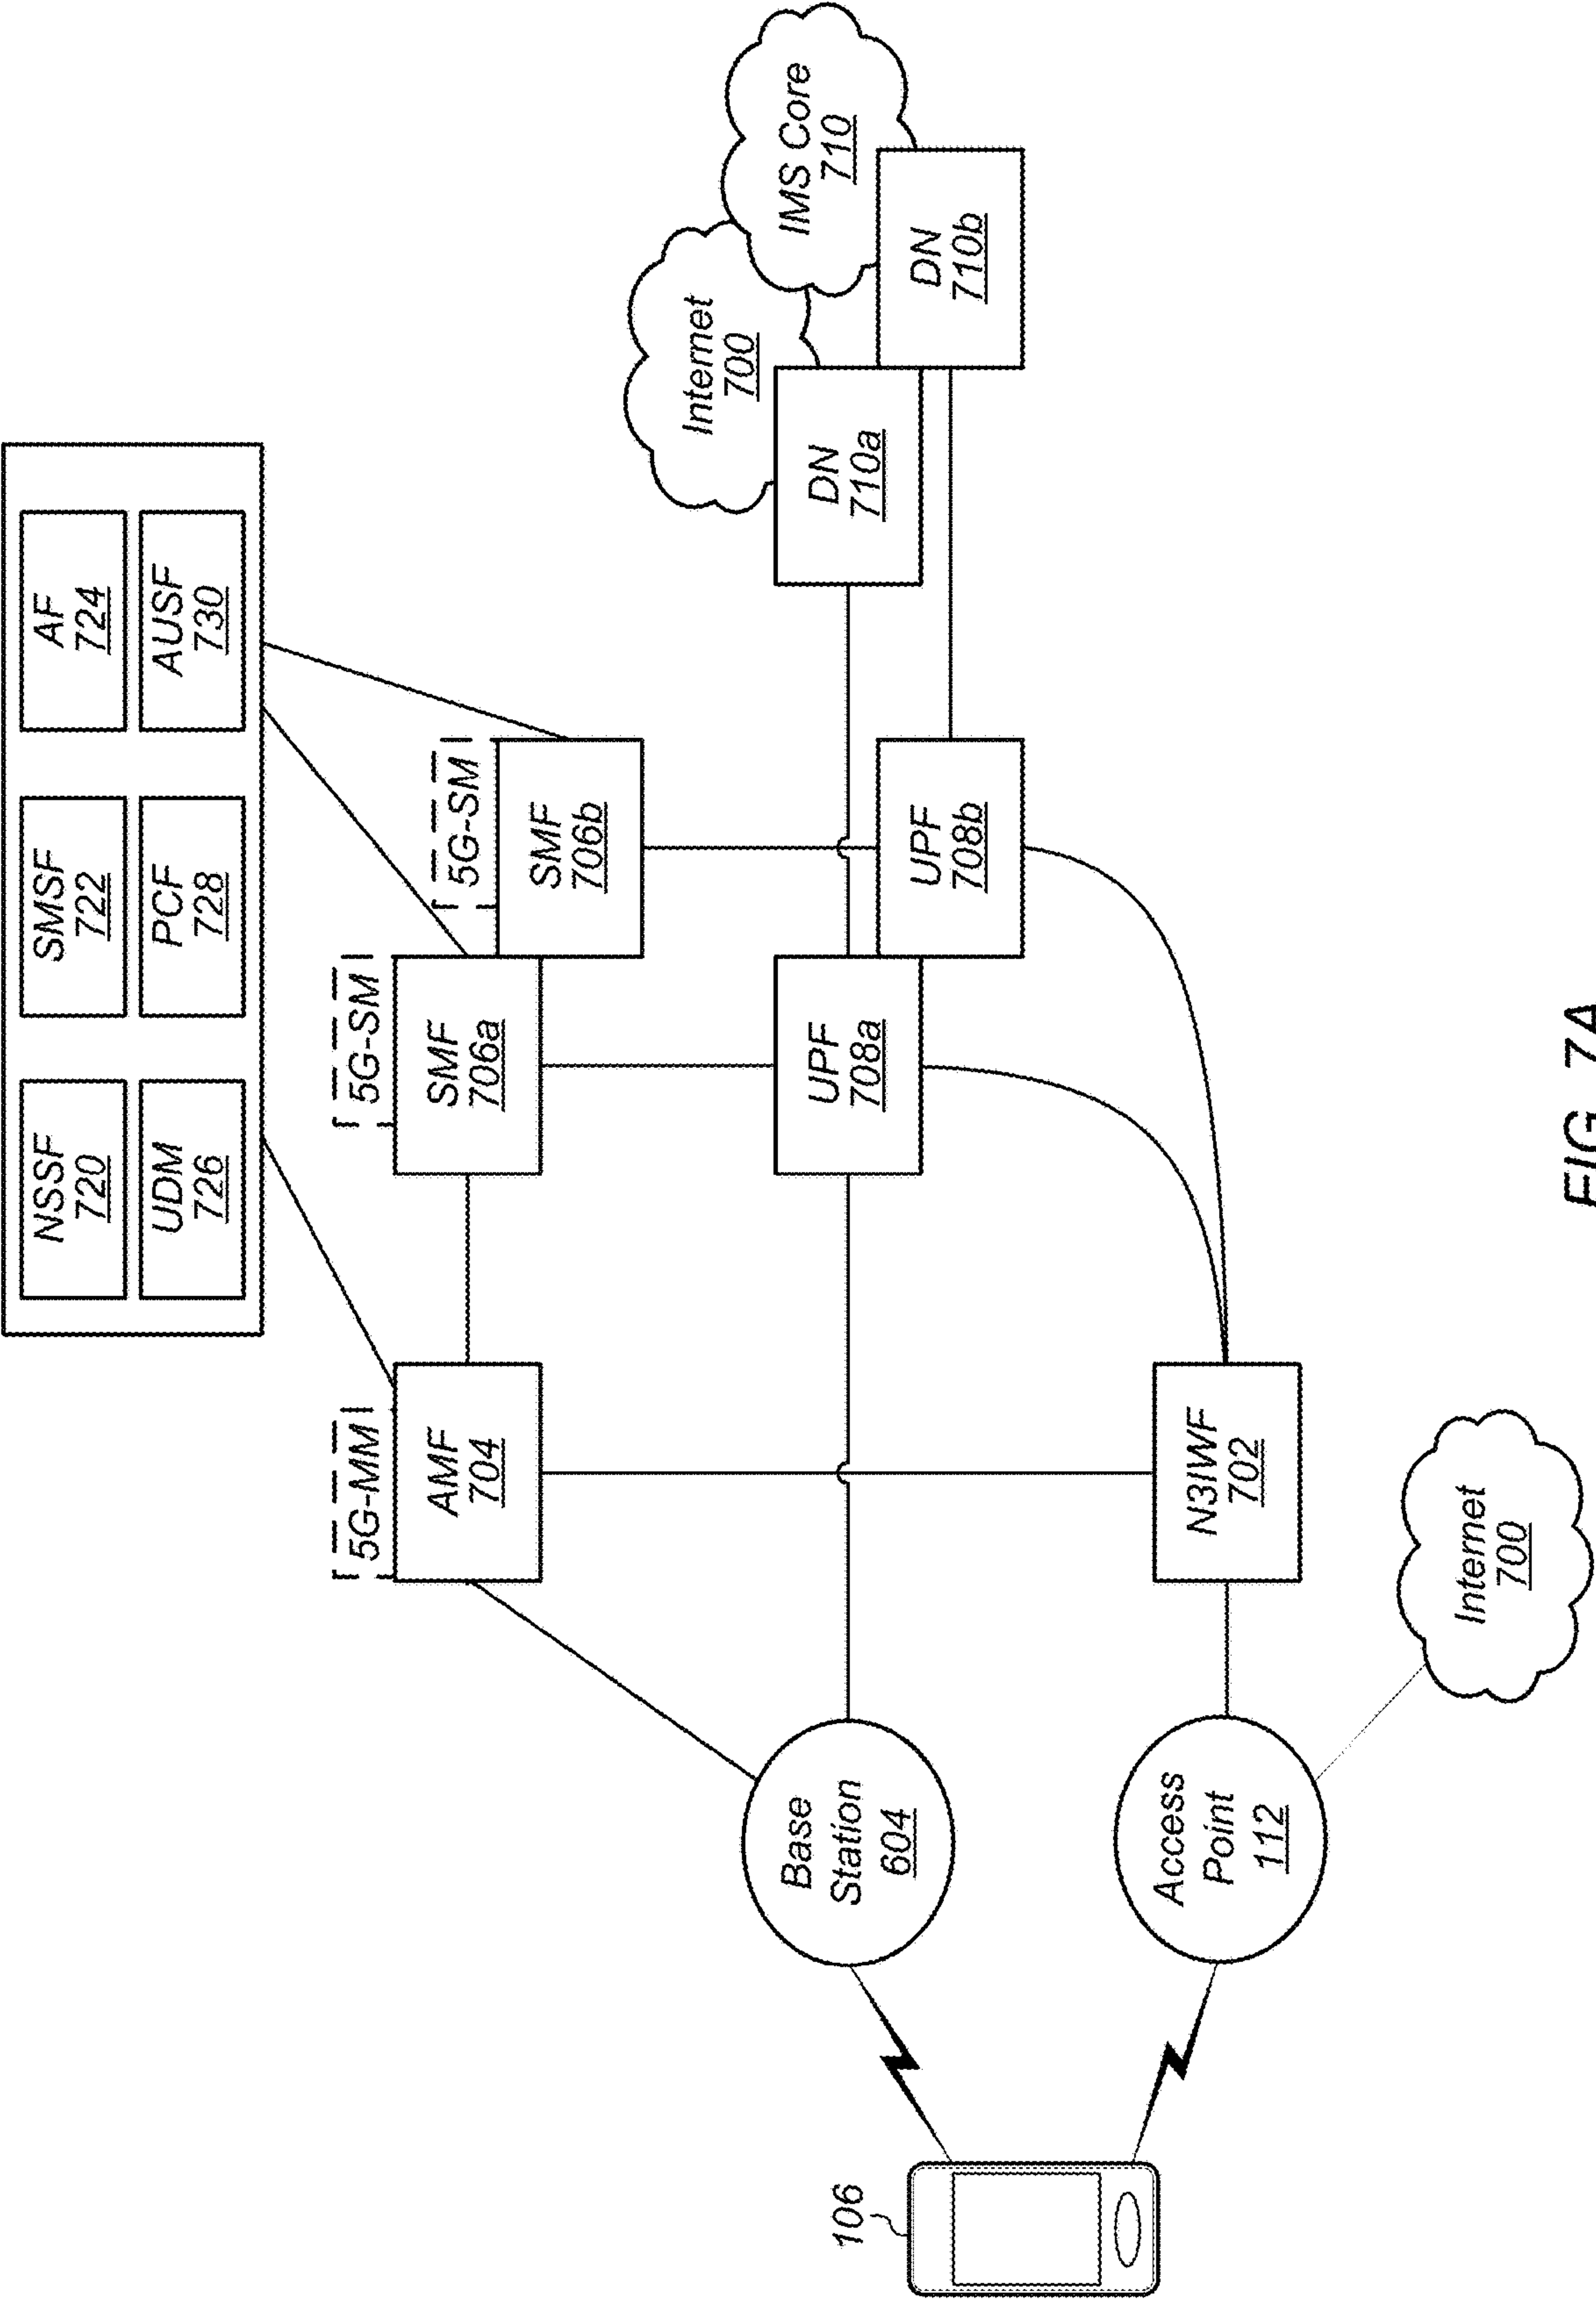 NSSF
720
SMSF
722
AF
724
UDM
726
PCF
728
AUSF
730
5G-MM
5G-SM
5G-SM
AMF
704
SMF
706a
SMF
706b
Internet
700
IMS Core
710
Base
Station
604
UPF
708a
UPF
708b
DN
710a
DN
710b
106
Access
Point
112
N3IWF
702
Internet
700
FIG. 7A